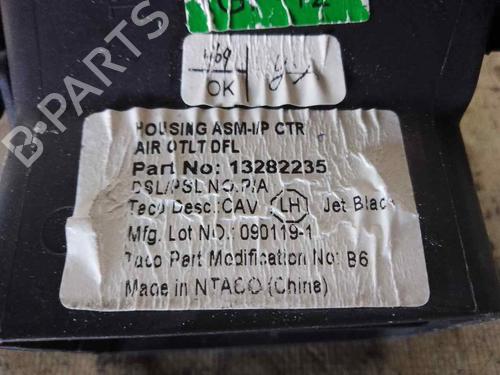 OK
HOUSING ASM-I/P CTR
AIR OTLT DFL
Part No: 13282235
DSL/PSL NO. P/A
Taco Desc.: CAV LH Jet Black
Mfg. Lot NO.: 090119-1
Taco Part Modification No: B6
Made in NTACO (China)
B-PARTS